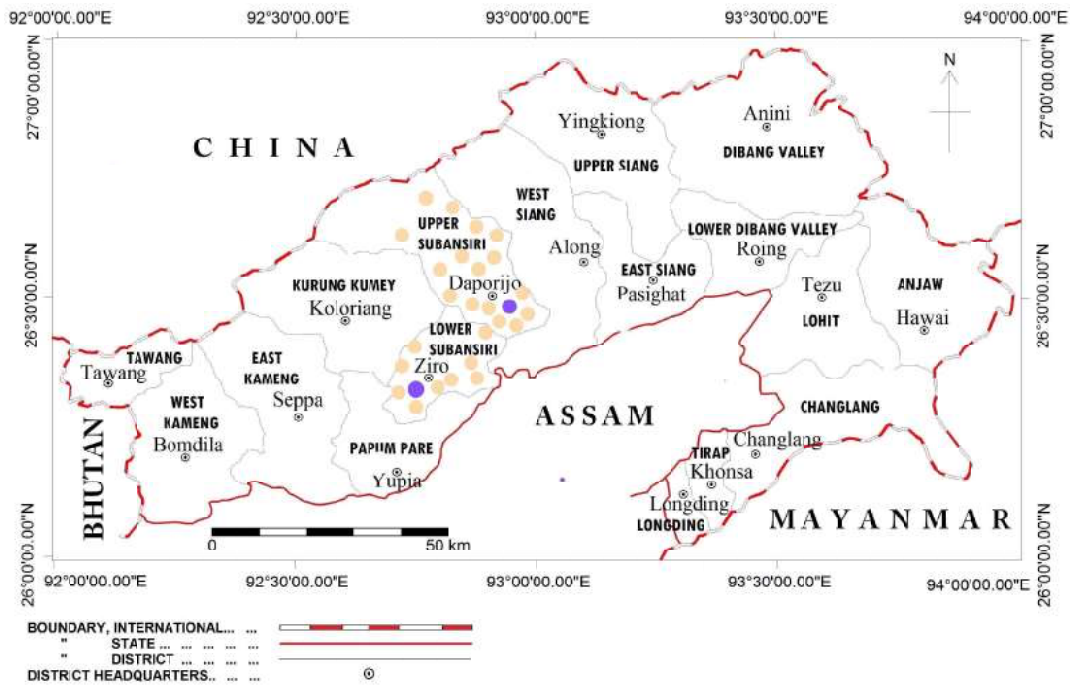 92°00'00.00"E 92°30'00.00"E 93°00'00.00"E 93°30'00.00"E 94°00'00.00"E
27°00'00.00"N
27°00'00.00"N
N
Anini
Yingkiong
CHINA
DIBANG VALLEY
UPPER SIANG
WEST
SIANG
UPPER
SUBANSIRI
LOWER DIBANG VALLEY
Roing
Along
EAST SIANG
Pasighat
KURUNG KUMEY
Koloriang
Daporijo
Tezu
LOHIT
ANJAW
Hawai
26°30'00.00"N
26°30'00.00"N
LOWER
SUBANSIRI
Ziro
TAWANG
Tawang
EAST
KAMENG
Seppa
WEST
KAMENG
Bomdila
ASSAM
CHANGLANG
Changlang
PAPUM PARE
Yupia
TIRAP
Khonsa
Longding
LONGDING
BHUTAN
MAYANMAR
0 50 km
26°00'00.00"N
26°00'00.00"N
92°00'00.00"E 92°30'00.00"E 93°00'00.00"E 93°30'00.00"E 94°00'00.00"E
BOUNDARY, INTERNATIONAL... ...
" STATE ... ... ... ... ...
" DISTRICT ... ... ... ...
DISTRICT HEADQUARTERS.. ... ...